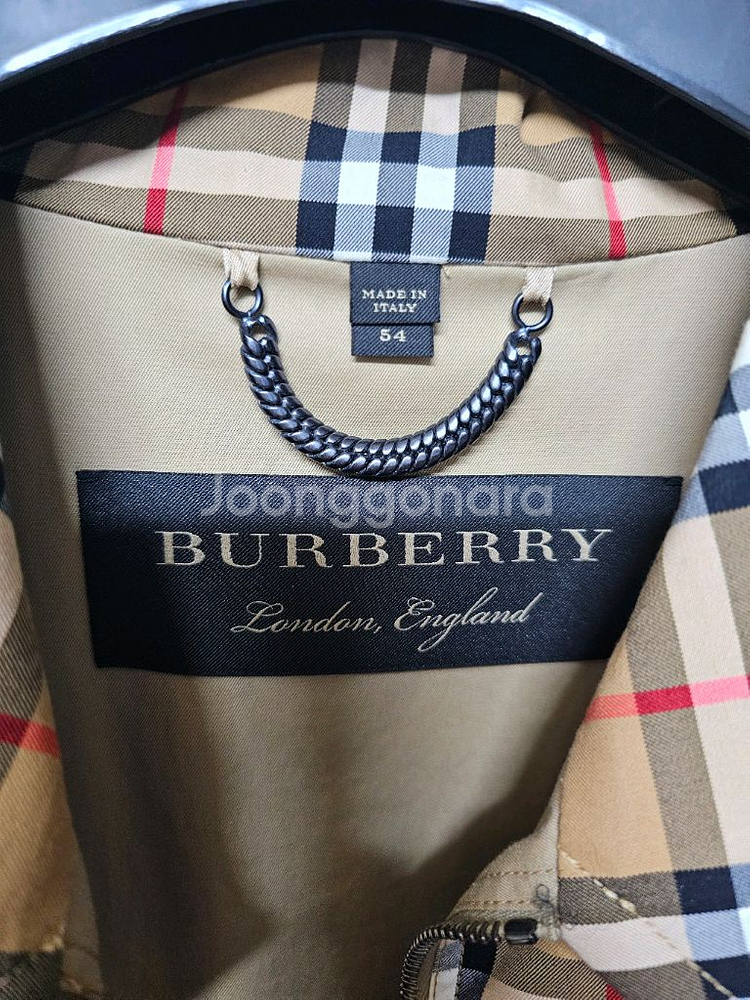 MADE IN
ITALY
54
Joonggonara
BURBERRY
London, England